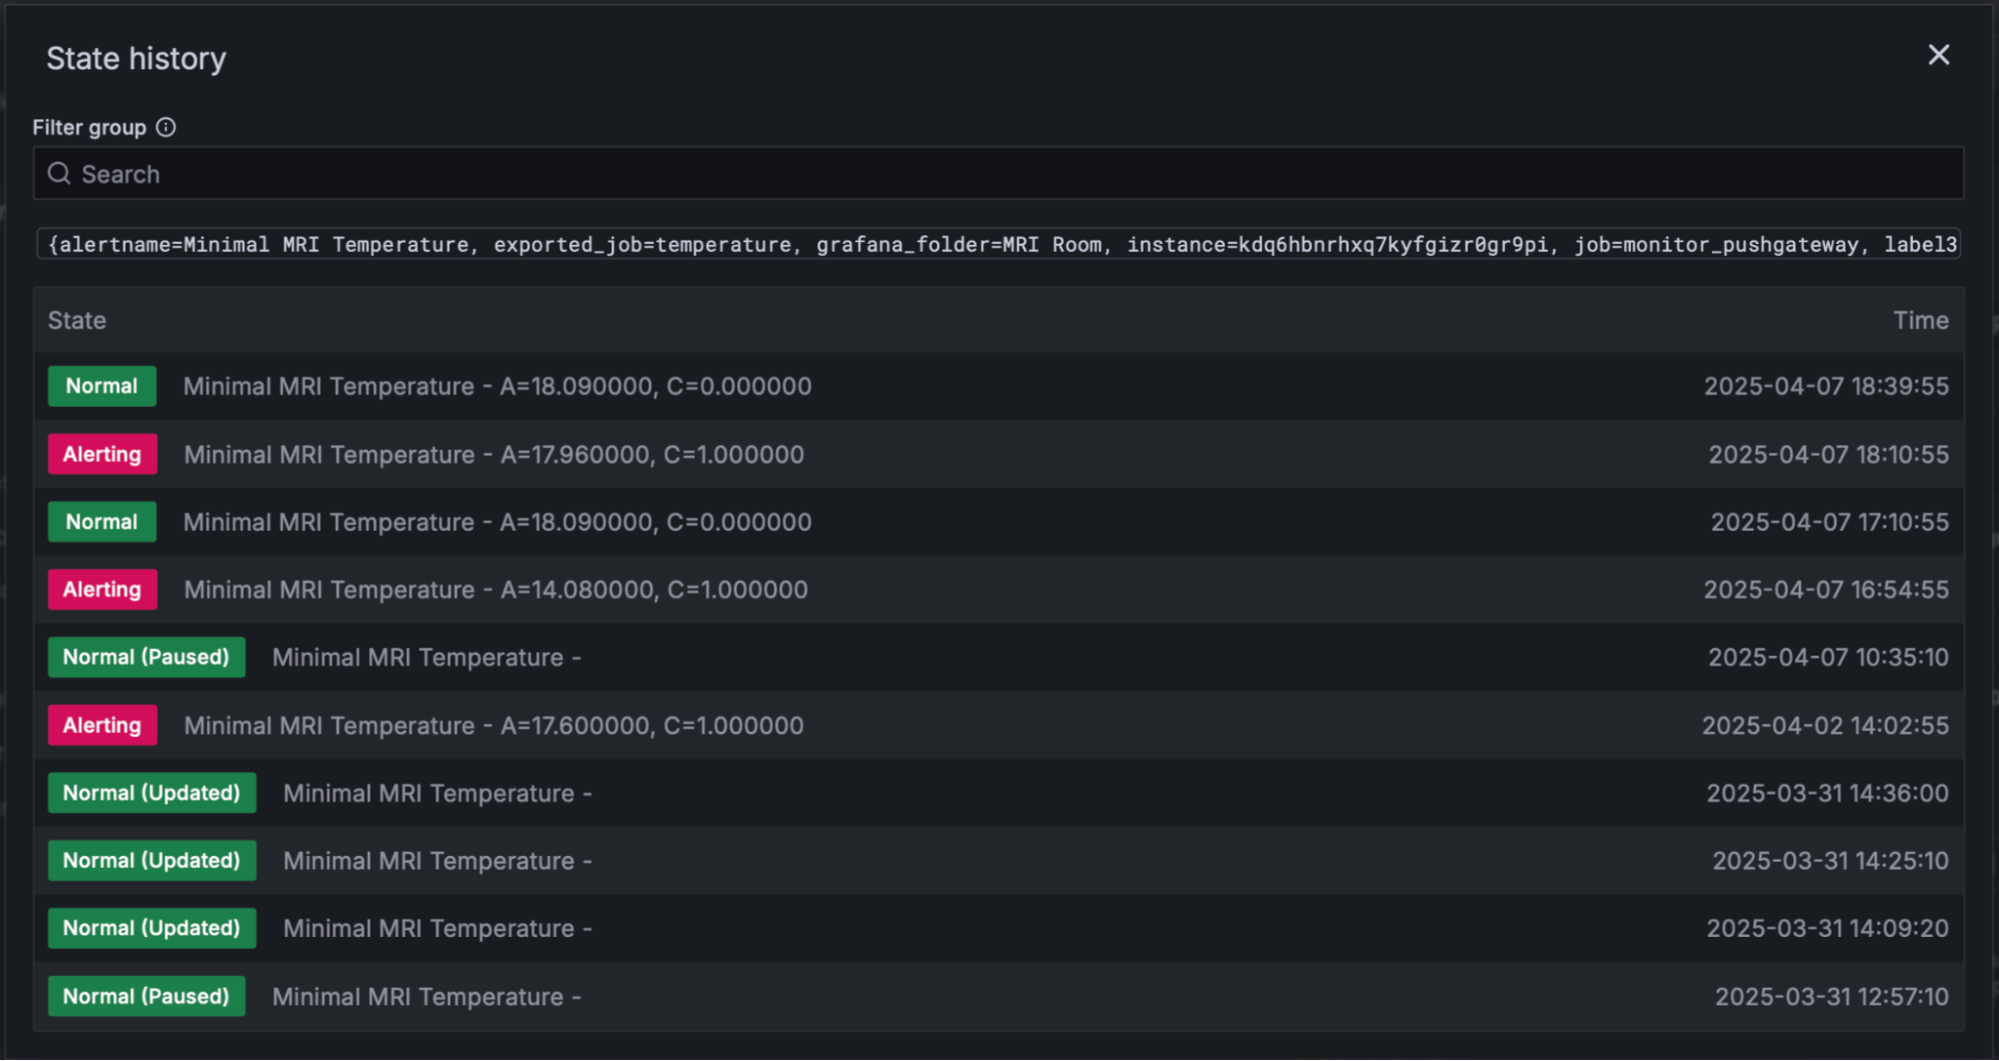 State history
Filter group
Search
{alertname=Minimal MRI Temperature, exported_job=temperature, grafana_folder=MRI Room, instance=kdq6hbnrhxq7kyfgizr0gr9pi, job=monitor_pushgateway, label3
State Time
Normal Minimal MRI Temperature - A=18.090000, C=0.000000 2025-04-07 18:39:55
Alerting Minimal MRI Temperature - A=17.960000, C=1.000000 2025-04-07 18:10:55
Normal Minimal MRI Temperature - A=18.090000, C=0.000000 2025-04-07 17:10:55
Alerting Minimal MRI Temperature - A=14.080000, C=1.000000 2025-04-07 16:54:55
Normal (Paused) Minimal MRI Temperature - 2025-04-07 10:35:10
Alerting Minimal MRI Temperature - A=17.600000, C=1.000000 2025-04-02 14:02:55
Normal (Updated) Minimal MRI Temperature - 2025-03-31 14:36:00
Normal (Updated) Minimal MRI Temperature - 2025-03-31 14:25:10
Normal (Updated) Minimal MRI Temperature - 2025-03-31 14:09:20
Normal (Paused) Minimal MRI Temperature - 2025-03-31 12:57:10